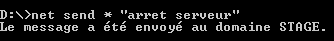 D:\>net send * "arret serveur"
Le message a été envoyé au domaine STAGE.